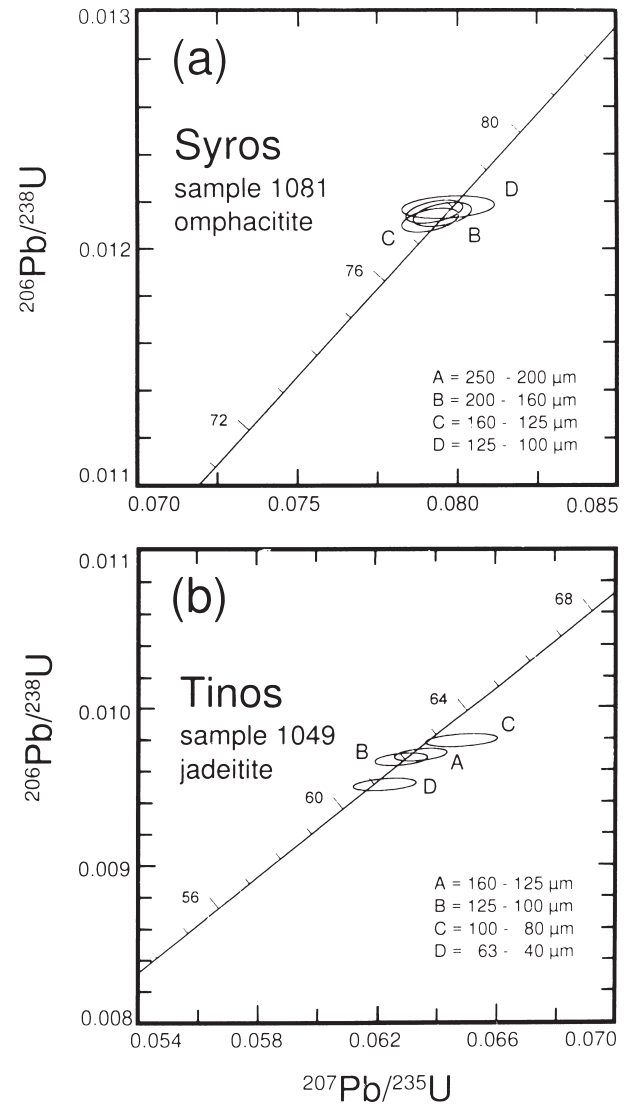 0.013
(a)
80
Syros
sample 1081
omphacitite
D
C
B
0.012
76
206Pb/238U
A = 250 - 200 µm
B = 200 - 160 µm
C = 160 - 125 µm
D = 125 - 100 µm
72
0.011
0.070 0.075 0.080 0.085
0.011
(b)
68
Tinos
sample 1049
jadeitite
64
0.010
C
B
A
D
60
206Pb/238U
0.009
56
A = 160 - 125 µm
B = 125 - 100 µm
C = 100 - 80 µm
D = 63 - 40 µm
0.008
0.054 0.058 0.062 0.066 0.070
207Pb/235U